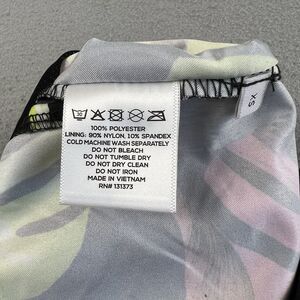 30
100% POLYESTER
LINING: 90% NYLON, 10% SPANDEX
COLD MACHINE WASH SEPARATELY
DO NOT BLEACH
DO NOT TUMBLE DRY
DO NOT DRY CLEAN
DO NOT IRON
MADE IN VIETNAM
RN# 131373
XS